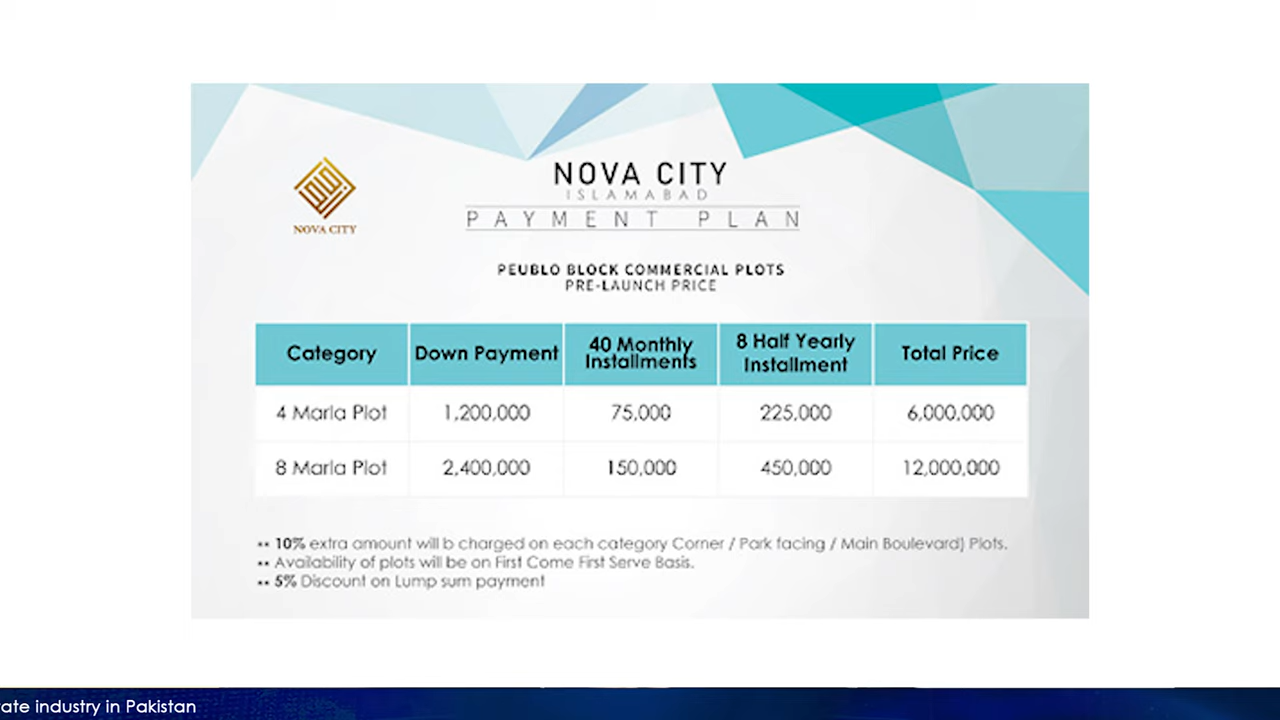 NOVA CITY
NOVA CITY
ISLAMABAD
PAYMENT PLAN
PEUBLO BLOCK COMMERCIAL PLOTS
PRE-LAUNCH PRICE
Category Down Payment 40 Monthly Installments 8 Half Yearly Installment Total Price
4 Marla Plot 1,200,000 75,000 225,000 6,000,000
8 Marla Plot 2,400,000 150,000 450,000 12,000,000
** 10% extra amount will b charged on each category Corner / Park facing / Main Boulevard) Plots.
** Availability of plots will be on First Come First Serve Basis.
** 5% Discount on Lump sum payment
ate industry in Pakistan